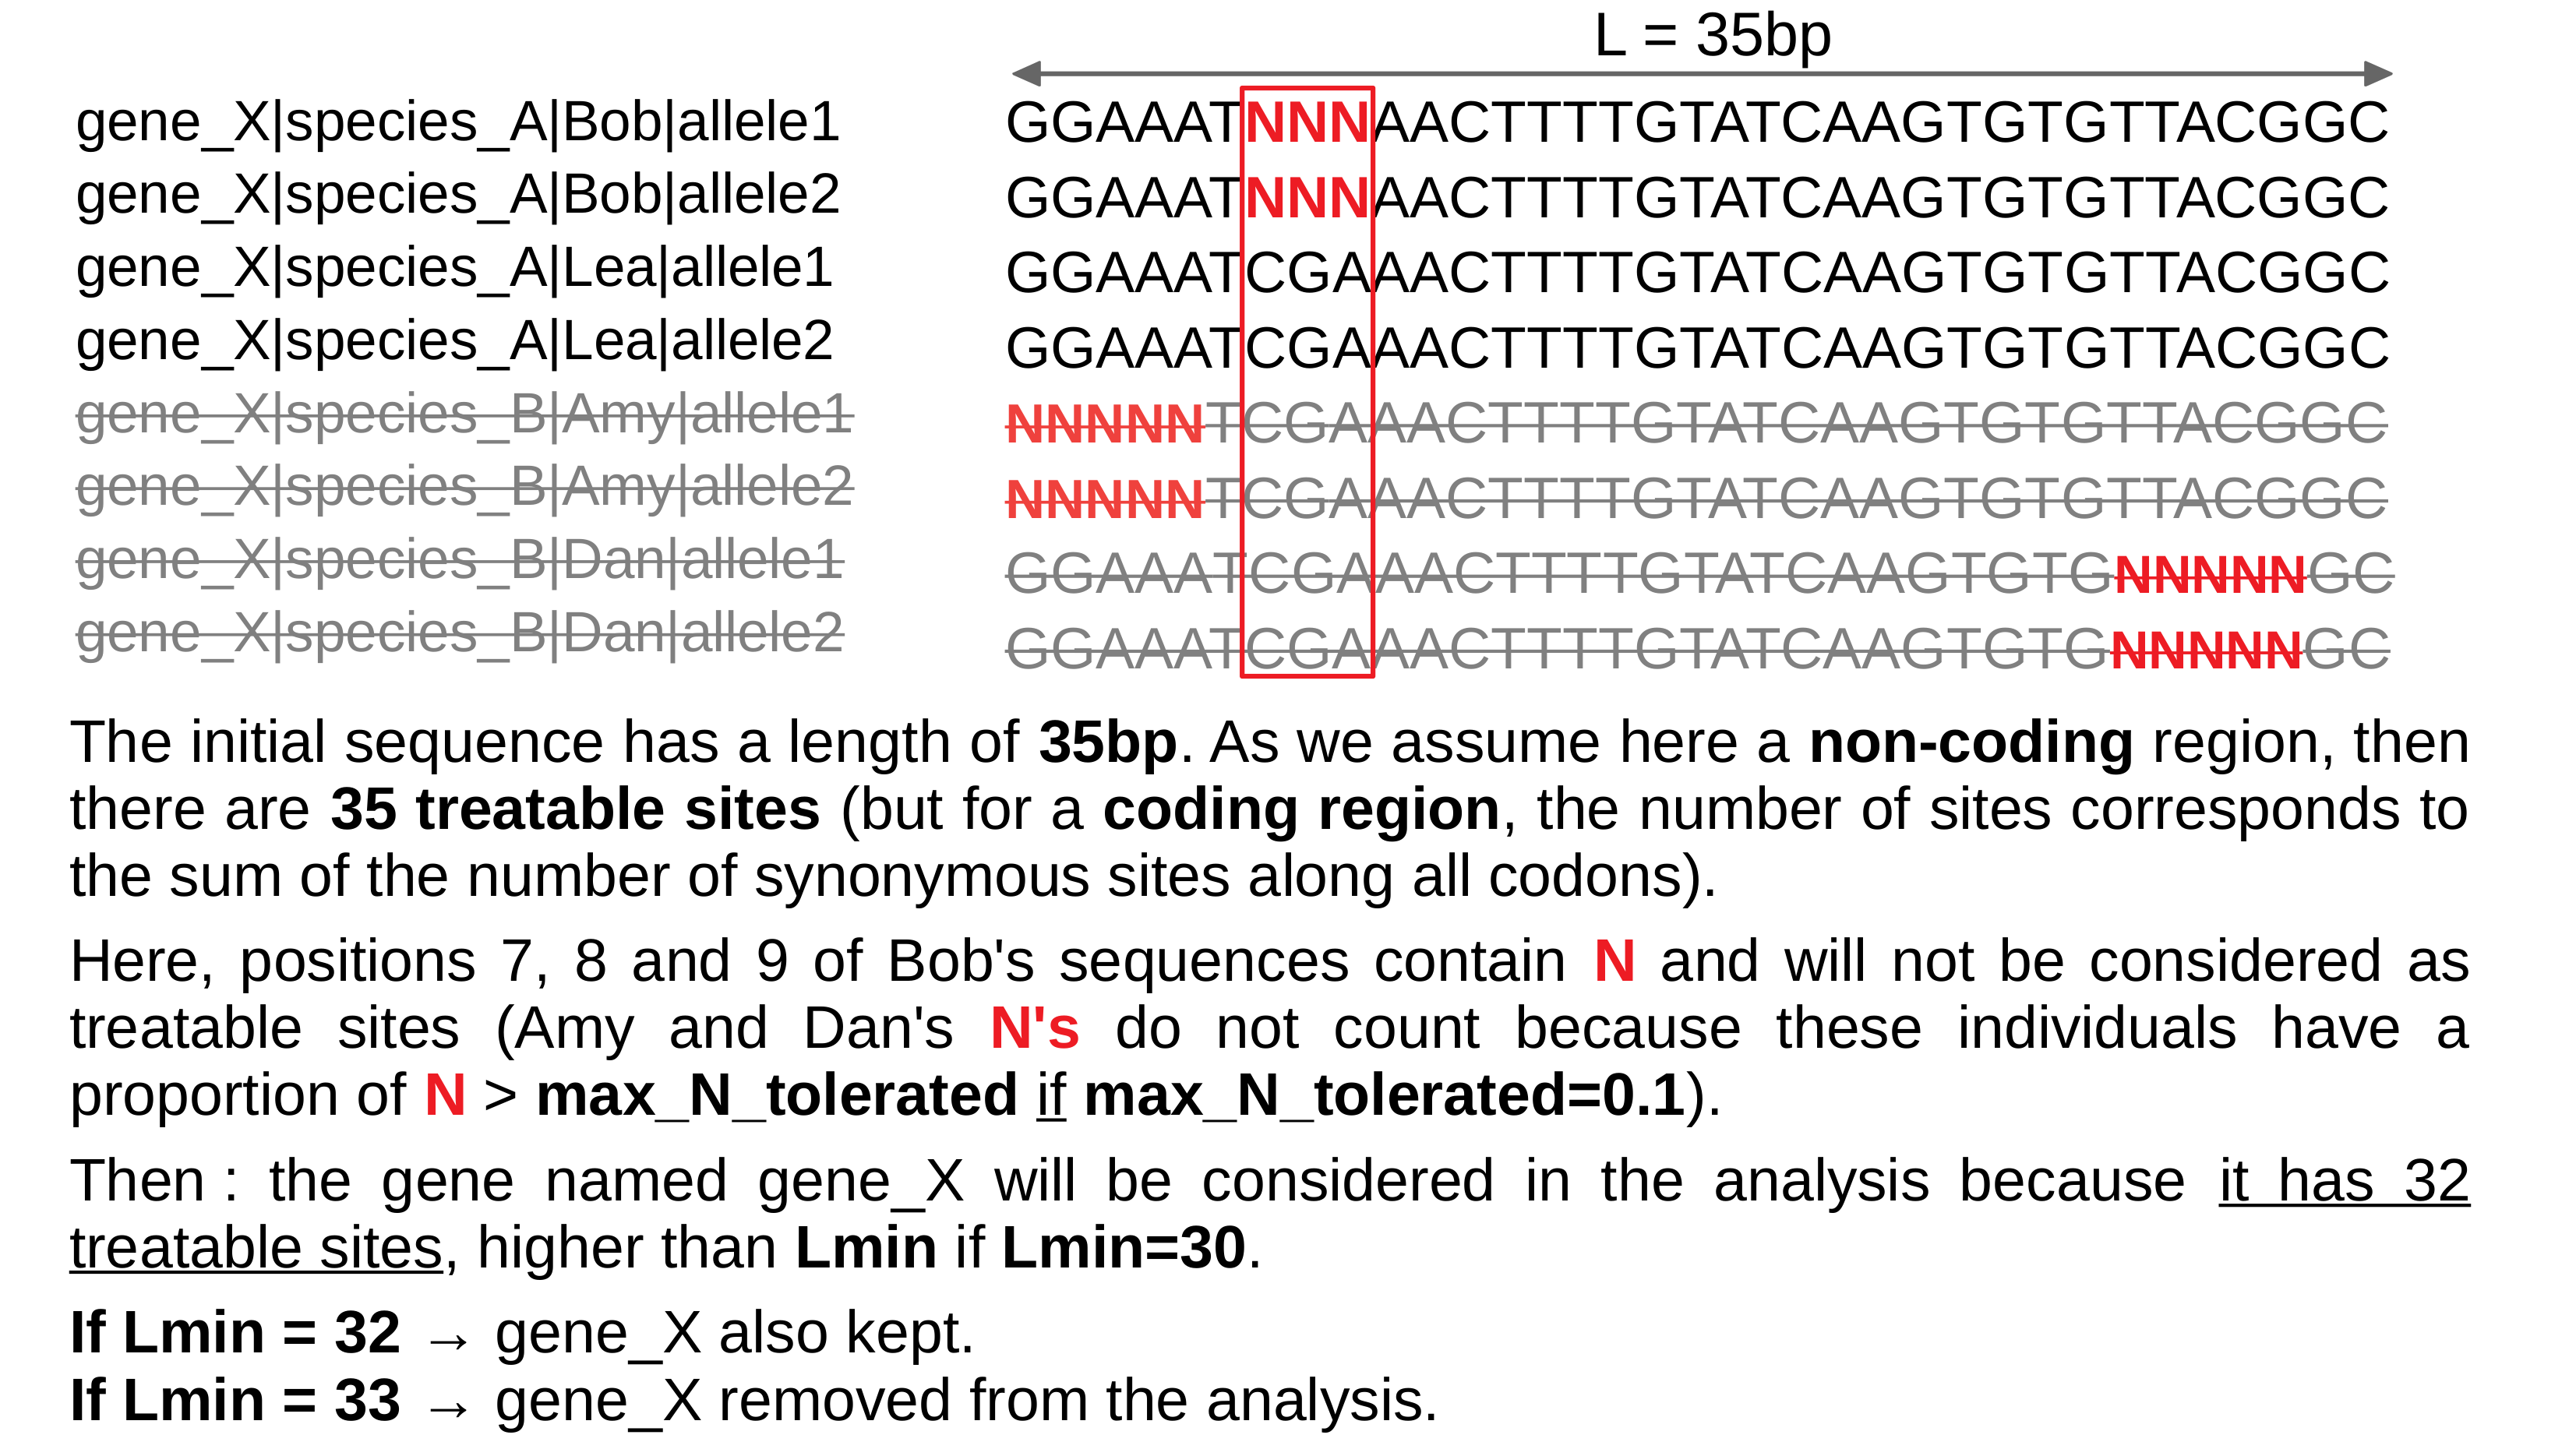 L = 35bp
gene_X|species_A|Bob|allele1 GGAAATNNNAACTTTTGTATCAAGTGTGTTACGGC
gene_X|species_A|Bob|allele2 GGAAATNNNAACTTTTGTATCAAGTGTGTTACGGC
gene_X|species_A|Lea|allele1 GGAAATCGAAACTTTTGTATCAAGTGTGTTACGGC
gene_X|species_A|Lea|allele2 GGAAATCGAAACTTTTGTATCAAGTGTGTTACGGC
gene_X|species_B|Amy|allele1 NNNNNTCGAAACTTTTGTATCAAGTGTGTTACGGC
gene_X|species_B|Amy|allele2 NNNNNTCGAAACTTTTGTATCAAGTGTGTTACGGC
gene_X|species_B|Dan|allele1 GGAAATCGAAACTTTTGTATCAAGTGTGNNNNNGC
gene_X|species_B|Dan|allele2 GGAAATCGAAACTTTTGTATCAAGTGTGNNNNNGC
The initial sequence has a length of 35bp. As we assume here a non-coding region, then
there are 35 treatable sites (but for a coding region, the number of sites corresponds to
the sum of the number of synonymous sites along all codons).
Here, positions 7, 8 and 9 of Bob's sequences contain N and will not be considered as
treatable sites (Amy and Dan's N's do not count because these individuals have a
proportion of N > max_N_tolerated if max_N_tolerated=0.1).
Then : the gene named gene_X will be considered in the analysis because it has 32
treatable sites, higher than Lmin if Lmin=30.
If Lmin = 32 → gene_X also kept.
If Lmin = 33 → gene_X removed from the analysis.